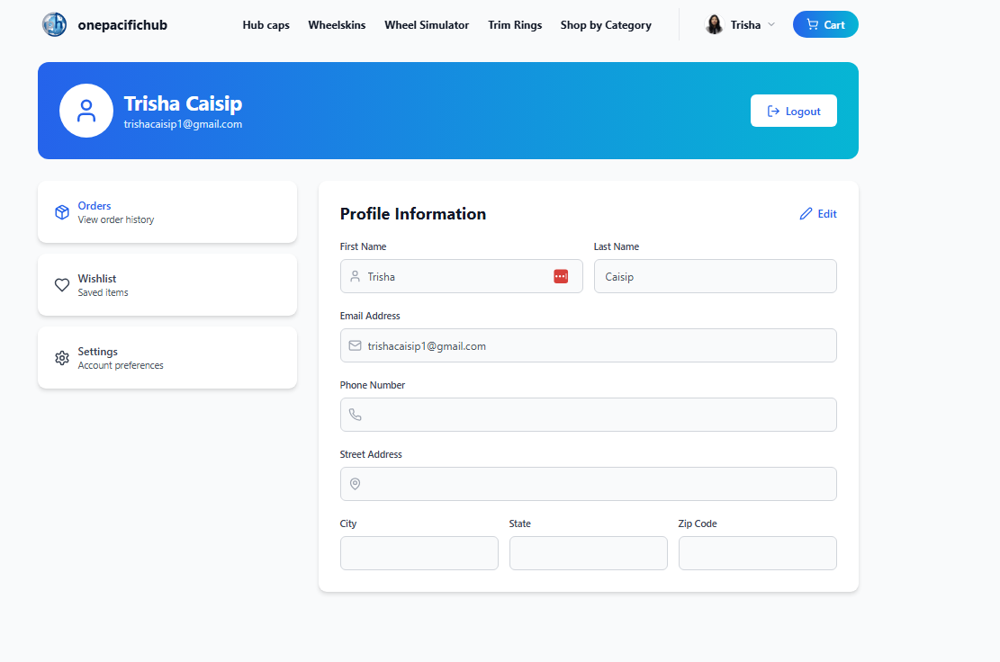 onepacifichub
Hub caps Wheelskins Wheel Simulator Trim Rings Shop by Category
Trisha
Cart
Trisha Caisip
trishacaisip1@gmail.com
Logout
Orders
View order history
Wishlist
Saved items
Settings
Account preferences
Profile Information
Edit
First Name Last Name
Trisha Caisip
Email Address
trishacaisip1@gmail.com
Phone Number
Street Address
City State Zip Code